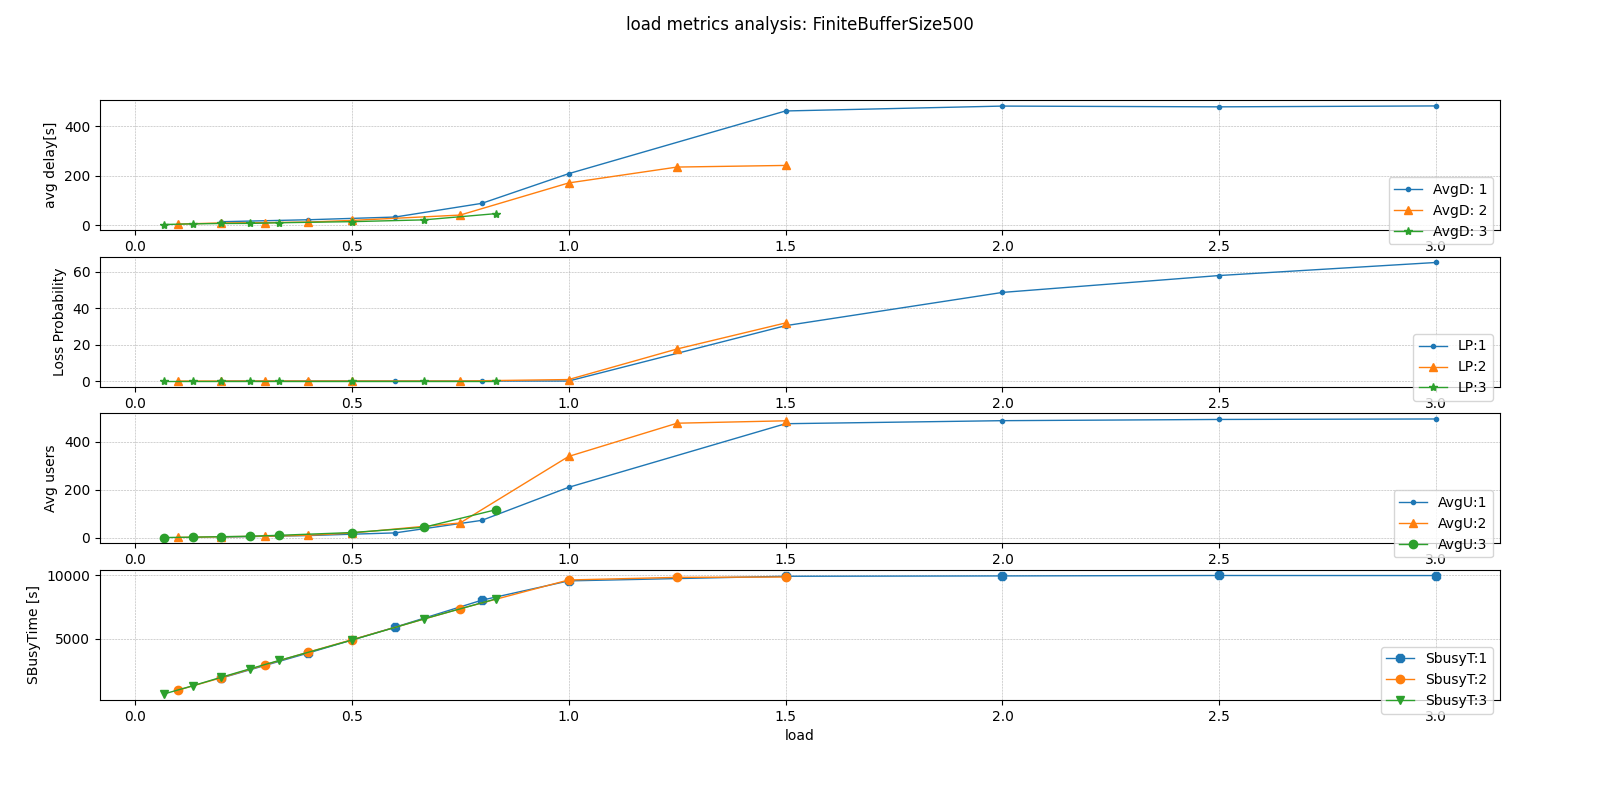 load metrics analysis: FiniteBufferSize500
avg delay[s]
400
200
0
AvgD: 1
AvgD: 2
AvgD: 3
0.0 0.5 1.0 1.5 2.0 2.5 3.0
Loss Probability
60
40
20
0
LP:1
LP:2
LP:3
0.0 0.5 1.0 1.5 2.0 2.5 3.0
Avg users
400
200
0
AvgU:1
AvgU:2
AvgU:3
0.0 0.5 1.0 1.5 2.0 2.5 3.0
SBusyTime [s]
10000
5000
SbusyT:1
SbusyT:2
SbusyT:3
0.0 0.5 1.0 1.5 2.0 2.5 3.0
load